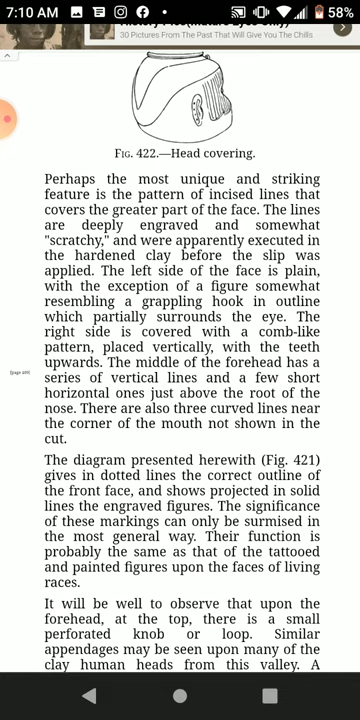 7:10 AM
58%
30 Pictures From The Past That Will Give You The Chills
FIG. 422.—Head covering.
Perhaps the most unique and striking
feature is the pattern of incised lines that
covers the greater part of the face. The lines
are deeply engraved and somewhat
"scratchy," and were apparently executed in
the hardened clay before the slip was
applied. The left side of the face is plain,
with the exception of a figure somewhat
resembling a grappling hook in outline
which partially surrounds the eye. The
right side is covered with a comb-like
pattern, placed vertically, with the teeth
upwards. The middle of the forehead has a
series of vertical lines and a few short
horizontal ones just above the root of the
nose. There are also three curved lines near
the corner of the mouth not shown in the
cut.
The diagram presented herewith (Fig. 421)
gives in dotted lines the correct outline of
the front face, and shows projected in solid
lines the engraved figures. The significance
of these markings can only be surmised in
the most general way. Their function is
probably the same as that of the tattooed
and painted figures upon the faces of living
races.
It will be well to observe that upon the
forehead, at the top, there is a small
perforated knob or loop. Similar
appendages may be seen upon many of the
clay human heads from this valley. A